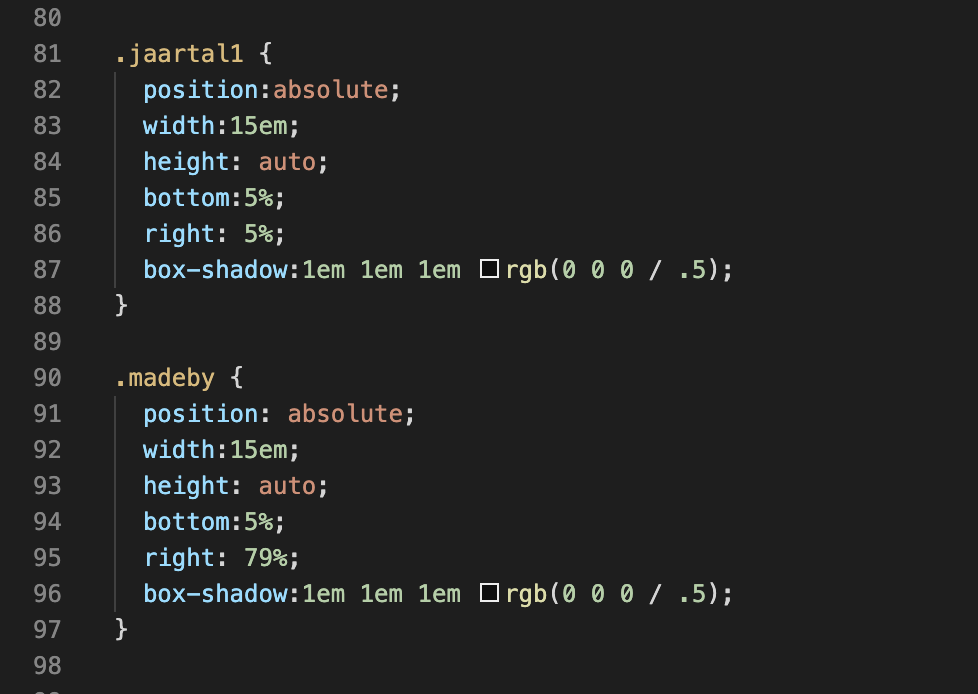 80
81 .jaartal1 {
82 position:absolute;
83 width:15em;
84 height: auto;
85 bottom:5%;
86 right: 5%;
87 box-shadow:1em 1em 1em rgb(0 0 0 / .5);
88 }
89
90 .madeby {
91 position: absolute;
92 width:15em;
93 height: auto;
94 bottom:5%;
95 right: 79%;
96 box-shadow:1em 1em 1em rgb(0 0 0 / .5);
97 }
98